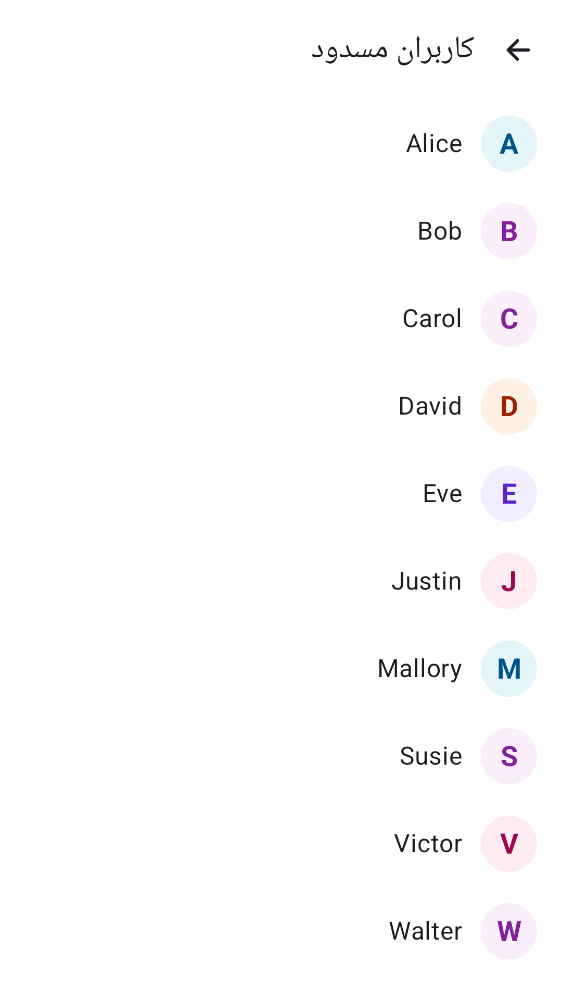 کاربران مسدود
A Alice
B Bob
C Carol
D David
E Eve
J Justin
M Mallory
S Susie
V Victor
W Walter